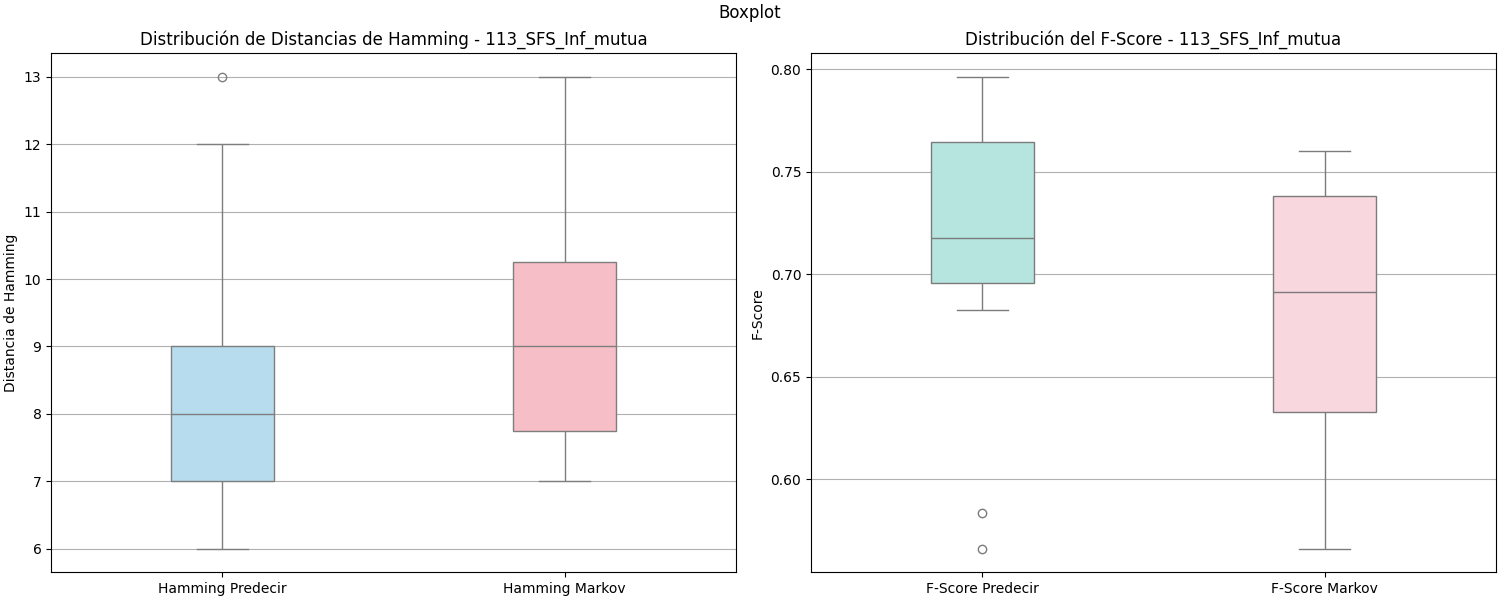 Boxplot
Distribución de Distancias de Hamming - 113_SFS_Inf_mutua
Distancia de Hamming
13
12
11
10
9
8
7
6
Hamming Predecir
Hamming Markov
Distribución del F-Score - 113_SFS_Inf_mutua
F-Score
0.80
0.75
0.70
0.65
0.60
F-Score Predecir
F-Score Markov